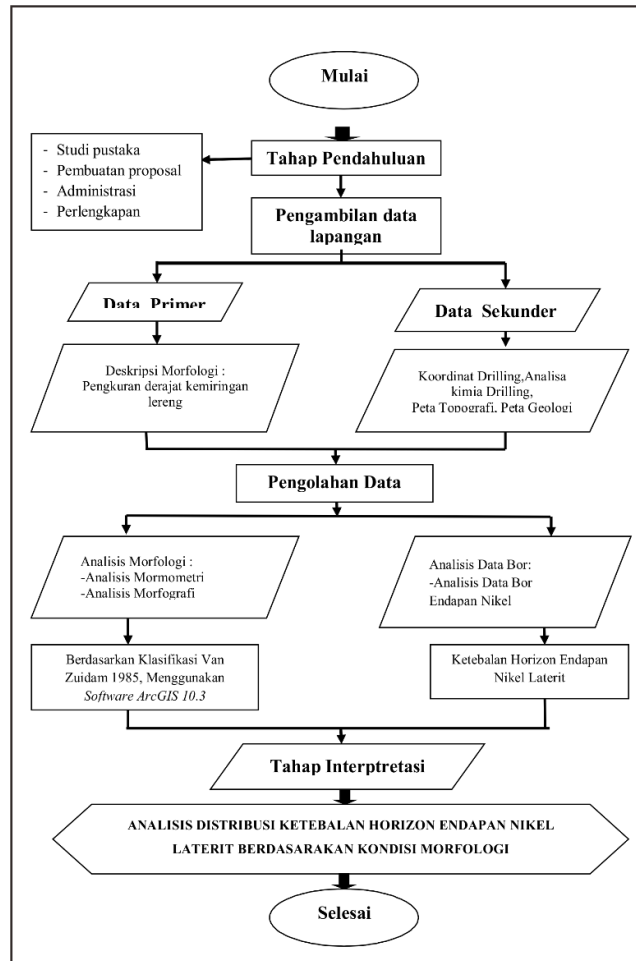 Mulai
- Studi pustaka
- Pembuatan proposal
- Administrasi
- Perlengkapan
Tahap Pendahuluan
Pengambilan data
lapangan
Data Primer
Data Sekunder
Deskripsi Morfologi :
Pengkuran derajat kemiringan
lereng
Koordinat Drilling,Analisa
kimia Drilling,
Peta Topografi, Peta Geologi
Pengolahan Data
Analisis Morfologi :
-Analisis Mormometri
-Analisis Morfografi
Analisis Data Bor:
-Analisis Data Bor
Endapan Nikel
Berdasarkan Klasifikasi Van
Zuidam 1985, Menggunakan
Software ArcGIS 10.3
Ketebalan Horizon Endapan
Nikel Laterit
Tahap Interptretasi
ANALISIS DISTRIBUSI KETEBALAN HORIZON ENDAPAN NIKEL
LATERIT BERDASARAKAN KONDISI MORFOLOGI
Selesai